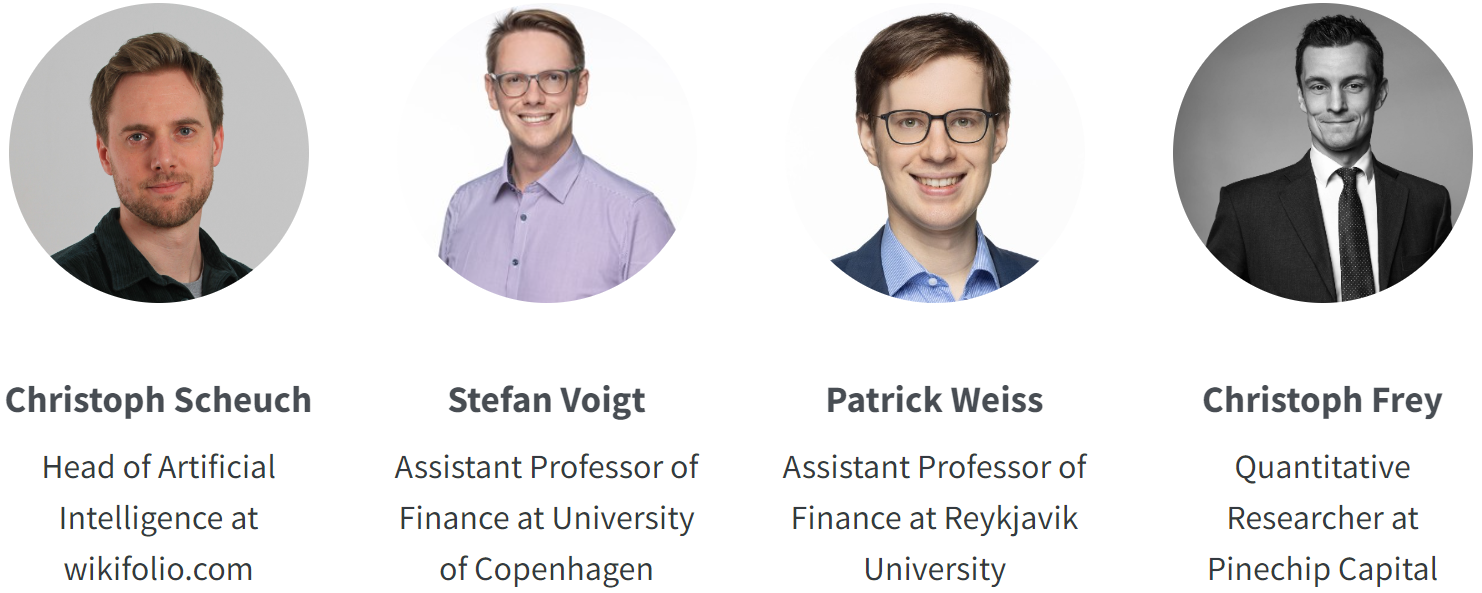 Christoph Scheuch
Head of Artificial
Intelligence at
wikifolio.com
Stefan Voigt
Assistant Professor of
Finance at University
of Copenhagen
Patrick Weiss
Assistant Professor of
Finance at Reykjavik
University
Christoph Frey
Quantitative
Researcher at
Pinechip Capital